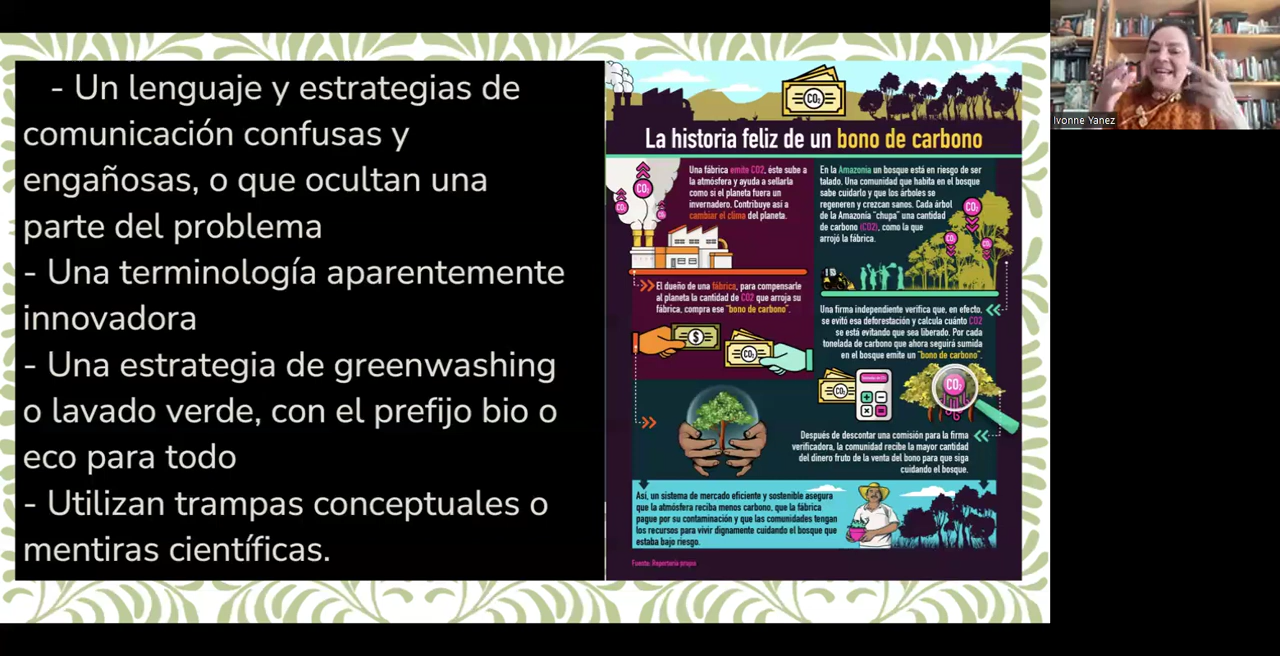 - Un lenguaje y estrategias de
comunicación confusas y
engañosas, o que ocultan una
parte del problema
- Una terminología aparentemente
innovadora
- Una estrategia de greenwashing
o lavado verde, con el prefijo bio o
eco para todo
- Utilizan trampas conceptuales o
mentiras científicas.
CO2
La historia feliz de un bono de carbono
Una fábrica emite CO2, éste sube a
la atmósfera y ayuda a sellarla
como si el planeta fuera un
invernadero. Contribuye así a
cambiar el clima del planeta.
CO2
CO2
CO2
En la Amazonía un bosque está en riesgo de ser
talado. Una comunidad que habita en el bosque
sabe cuidarlo y que los árboles se
regeneren y crezcan sanos. Cada árbol
de la Amazonía "chupa" una cantidad
de carbono (CO2), como la que
arrojó la fábrica.
CO2
CO2
CO2
El dueño de una fábrica, para compensarle
al planeta la cantidad de CO2 que arroja su
fábrica, compra ese "bono de carbono".
$
CO2
Una firma independiente verifica que, en efecto,
se evitó esa deforestación y calcula cuánto CO2
se está evitando que sea liberado. Por cada
tonelada de carbono que ahora seguirá sumida
en el bosque emite un "bono de carbono".
CO2
CO2
Después de descontar una comisión para la firma
verificadora, la comunidad recibe la mayor cantidad
del dinero fruto de la venta del bono para que siga
cuidando el bosque.
Así, un sistema de mercado eficiente y sostenible asegura
que la atmósfera reciba menos carbono, que la fábrica
pague por su contaminación y que las comunidades tengan
los recursos para vivir dignamente cuidando el bosque que
estaba bajo riesgo.
Fuente: Reportería propia
Ivonne Yanez